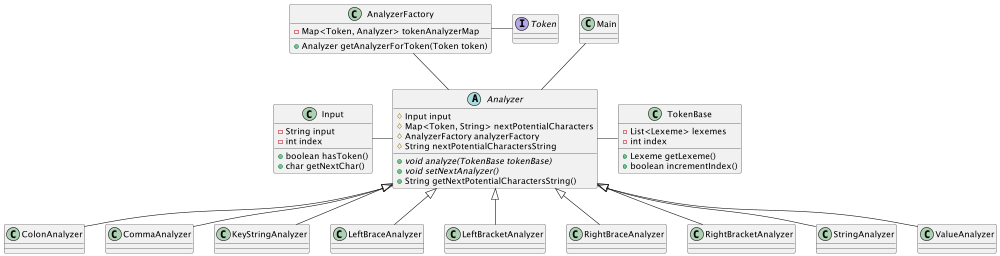 C AnalyzerFactory
Map<Token, Analyzer> tokenAnalyzerMap
Analyzer getAnalyzerForToken(Token token)
I Token
C Main
C Input
String input
int index
boolean hasToken()
char getNextChar()
A Analyzer
Input input
Map<Token, String> nextPotentialCharacters
AnalyzerFactory analyzerFactory
String nextPotentialCharactersString
void analyze(TokenBase tokenBase)
void setNextAnalyzer()
String getNextPotentialCharactersString()
C TokenBase
List<Lexeme> lexemes
int index
Lexeme getLexeme()
boolean incrementIndex()
C ColonAnalyzer
C CommaAnalyzer
C KeyStringAnalyzer
C LeftBraceAnalyzer
C LeftBracketAnalyzer
C RightBraceAnalyzer
C RightBracketAnalyzer
C StringAnalyzer
C ValueAnalyzer